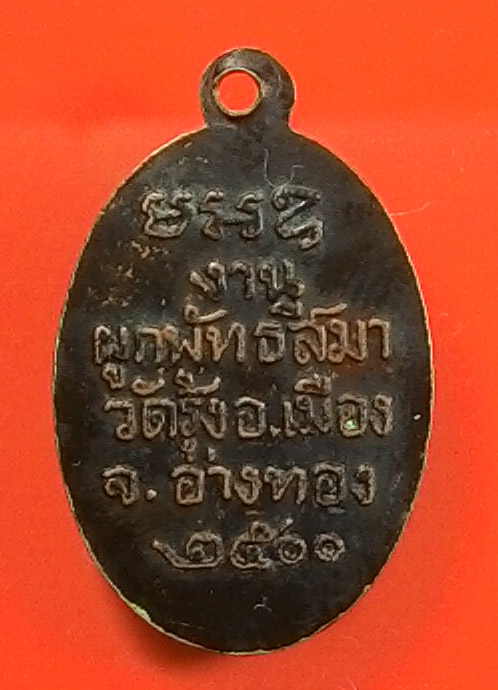 งาน
ผูกพัทธสีมา
วัดรุ้ง อ.เมือง
จ.อ่างทอง
๒๕๑๑